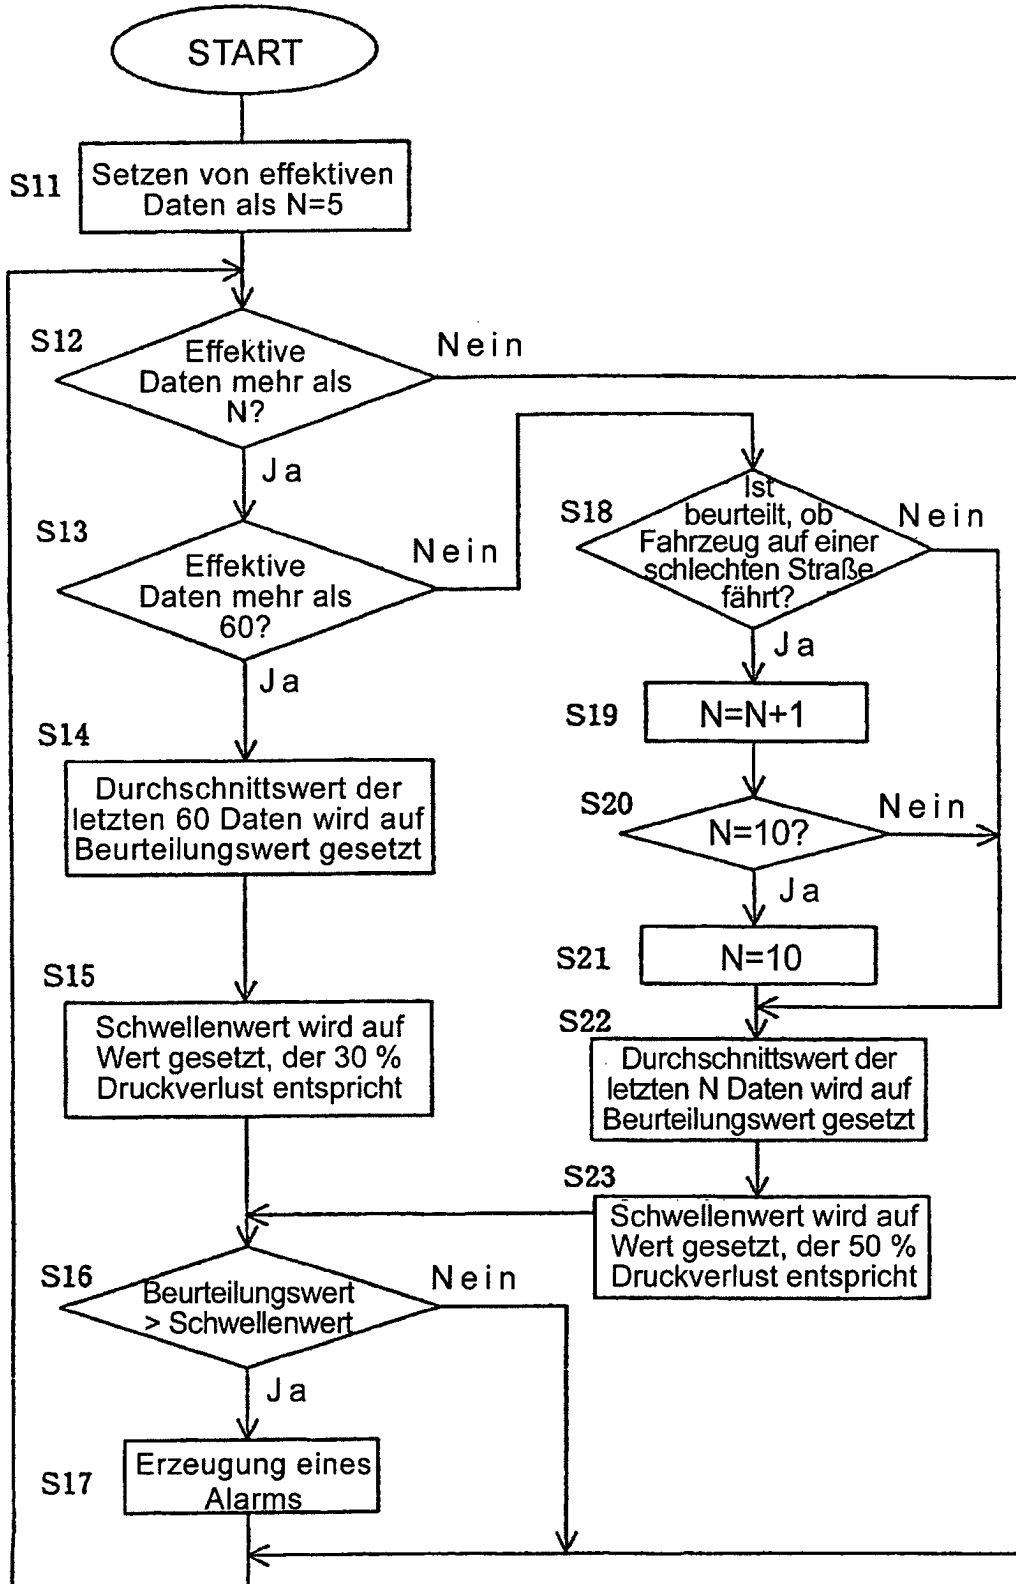 START
S11
Setzen von effektiven
Daten als N=5
S12
Effektive
Daten mehr als
N?
Nein
Ja
S13
Effektive
Daten mehr als
60?
Nein
Ja
S14
Durchschnittswert der
letzten 60 Daten wird auf
Beurteilungswert gesetzt
S15
Schwellenwert wird auf
Wert gesetzt, der 30 %
Druckverlust entspricht
S16
Beurteilungswert
> Schwellenwert
Nein
Ja
S17
Erzeugung eines
Alarms
S18
Ist
beurteilt, ob
Fahrzeug auf einer
schlechten Straße
fährt?
Nein
Ja
S19
N=N+1
S20
N=10?
Nein
Ja
S21
N=10
S22
Durchschnittswert der
letzten N Daten wird auf
Beurteilungswert gesetzt
S23
Schwellenwert wird auf
Wert gesetzt, der 50 %
Druckverlust entspricht